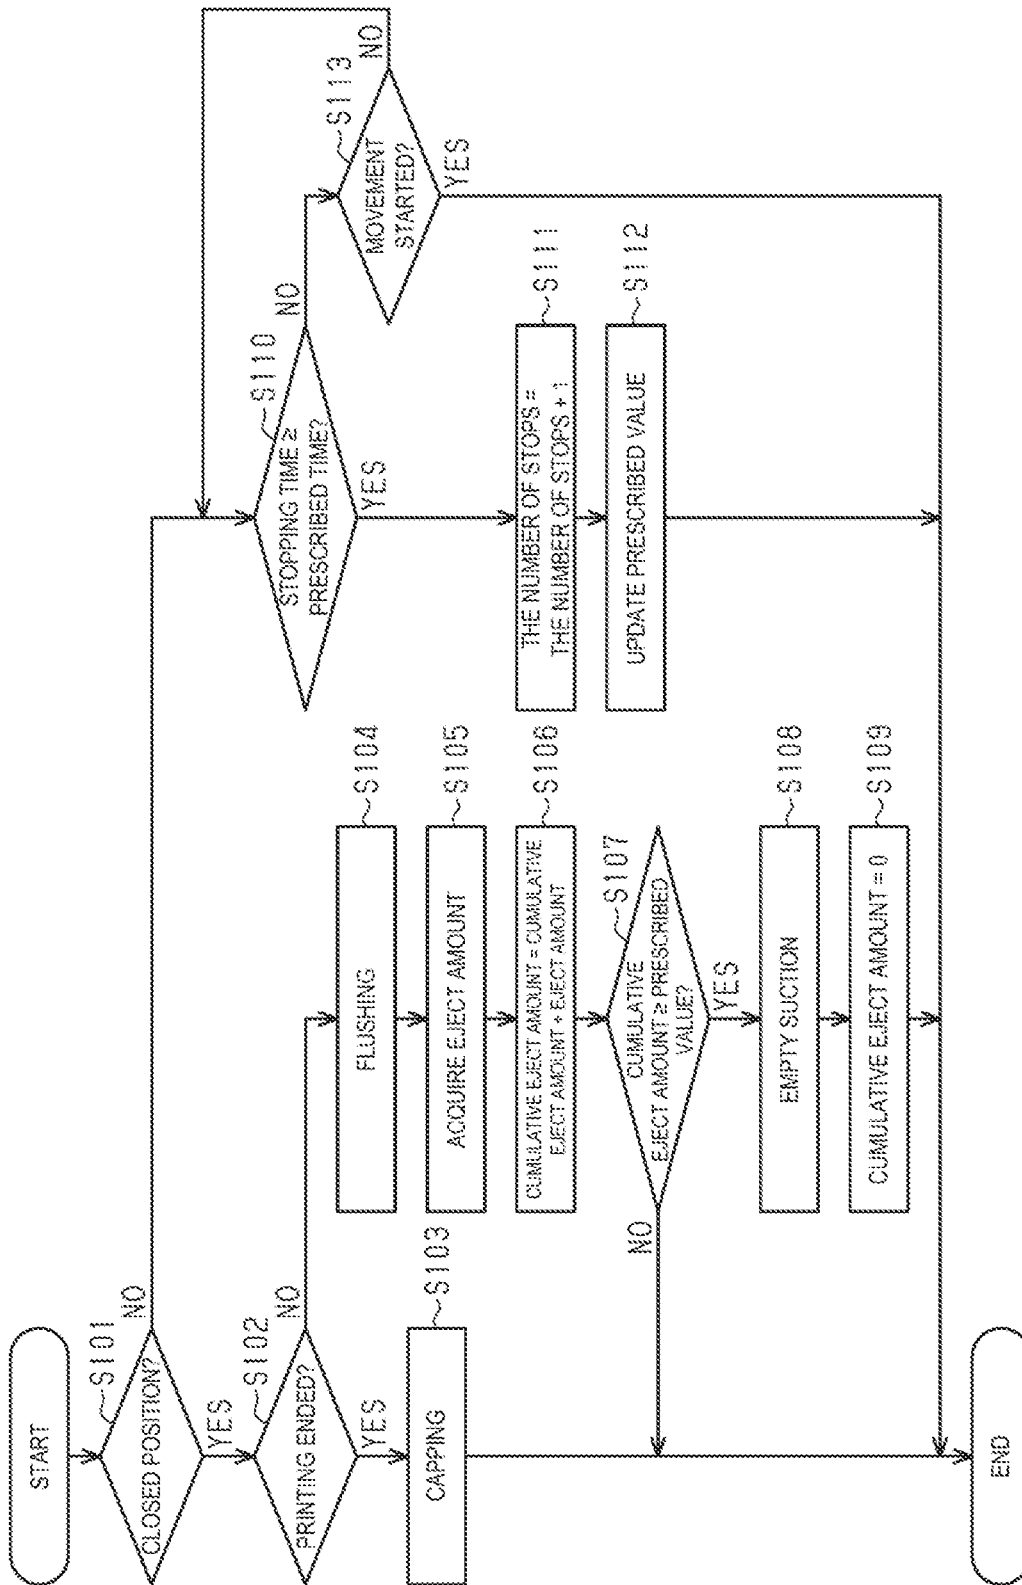 START
CLOSED POSITION?
S101
NO
YES
PRINTING ENDED?
S102
NO
YES
CAPPING
S103
FLUSHING
S104
ACQUIRE EJECT AMOUNT
S105
CUMULATIVE EJECT AMOUNT = CUMULATIVE
EJECT AMOUNT + EJECT AMOUNT
S106
CUMULATIVE
EJECT AMOUNT ≥ PRESCRIBED
VALUE?
S107
NO
YES
EMPTY SUCTION
S108
CUMULATIVE EJECT AMOUNT = 0
S109
STOPPING TIME ≥
PRESCRIBED TIME?
S110
NO
YES
THE NUMBER OF STOPS =
THE NUMBER OF STOPS + 1
S111
UPDATE PRESCRIBED VALUE
S112
MOVEMENT
STARTED?
S113
NO
YES
END